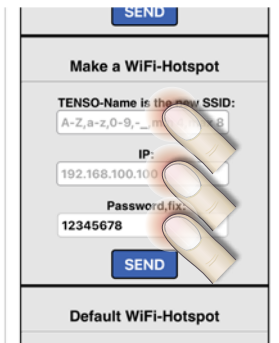 SEND
Make a WiFi-Hotspot
TENSO-Name is the new SSID:
A-Z,a-z,0-9,-_
IP:
192.168.100.100
Password,fix:
12345678
SEND
Default WiFi-Hotspot